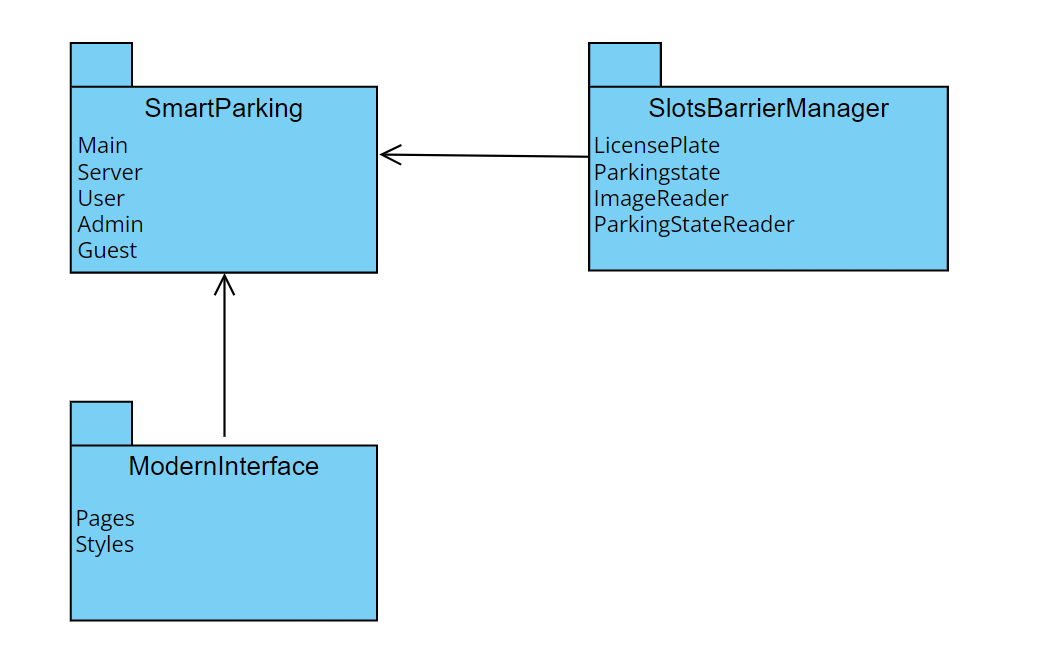 SmartParking
Main
Server
User
Admin
Guest
SlotsBarrierManager
LicensePlate
Parkingstate
ImageReader
ParkingStateReader
ModernInterface
Pages
Styles